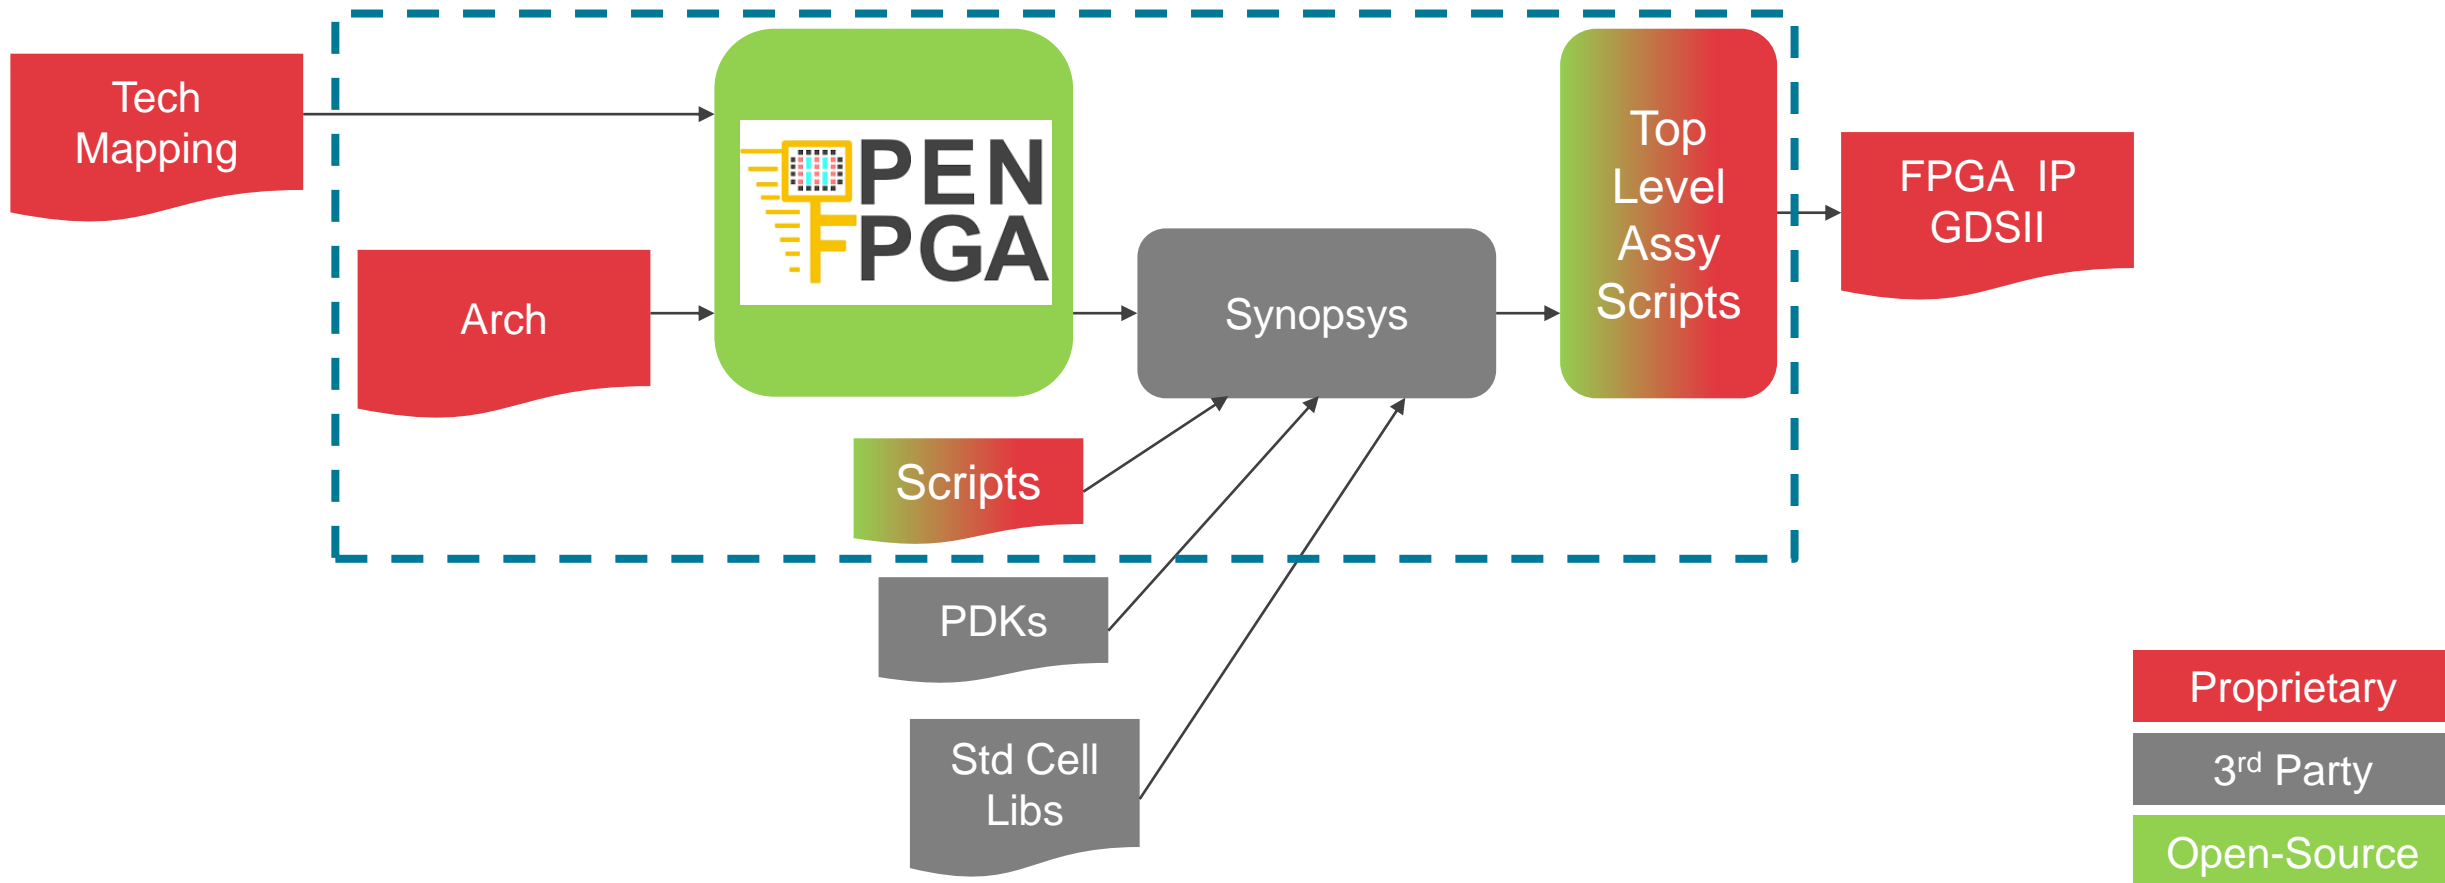 Tech
Mapping
Arch
PEN
FPGA
Synopsys
Top
Level
Assy
Scripts
FPGA IP
GDSII
Scripts
PDKs
Std Cell
Libs
Proprietary
3rd Party
Open-Source